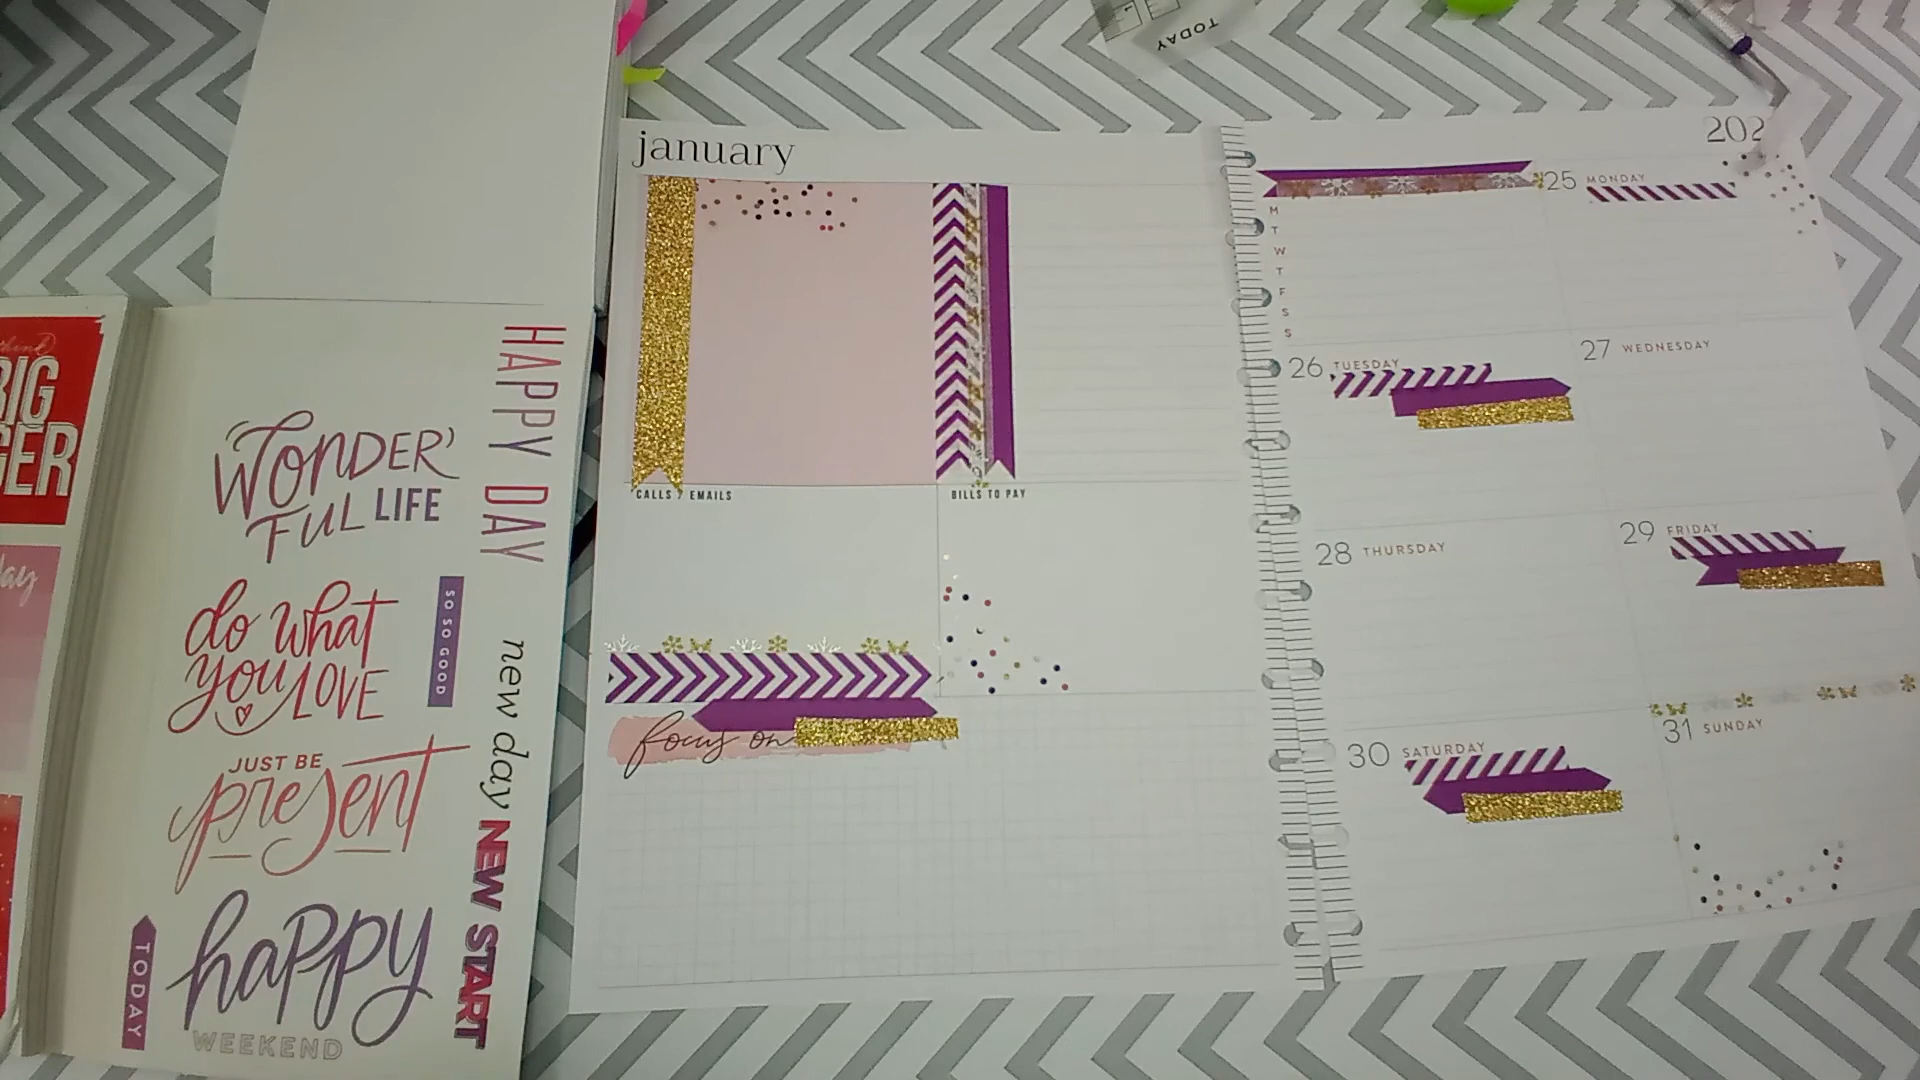 TODAY
january
202
25 MONDAY
M
T
W
T
F
S
S
26 TUESDAY
27 WEDNESDAY
CALLS / EMAILS
BILLS TO PAY
28 THURSDAY
29 FRIDAY
focus on
30 SATURDAY
31 SUNDAY
think
BIG
GER
day
WONDER
FUL LIFE
do what
you LOVE
JUST BE
present
happy
WEEKEND
TODAY
SO SO GOOD
HAPPY DAY
new day NEW START